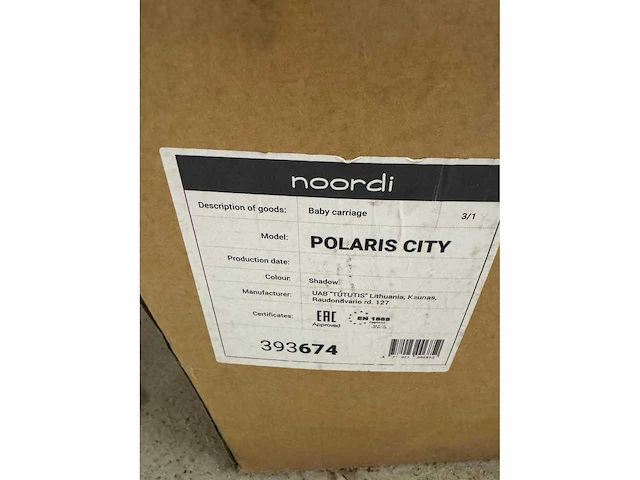 noordi
Description of goods: Baby carriage 3/1
Model: POLARIS CITY
Production date:
Colour: Shadow
Manufacturer: UAB "TUTUTIS" Lithuania, Kaunas,
Raudondvario rd. 127
Certificates: EAC EN 1888
Approved
393674